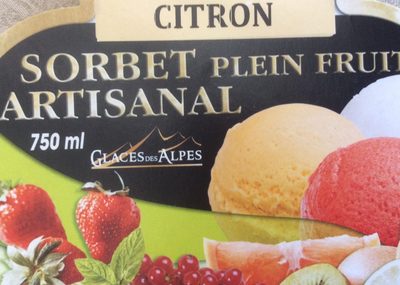 CITRON
SORBET PLEIN FRUIT
ARTISANAL
750 ml
GLACES DES ALPES